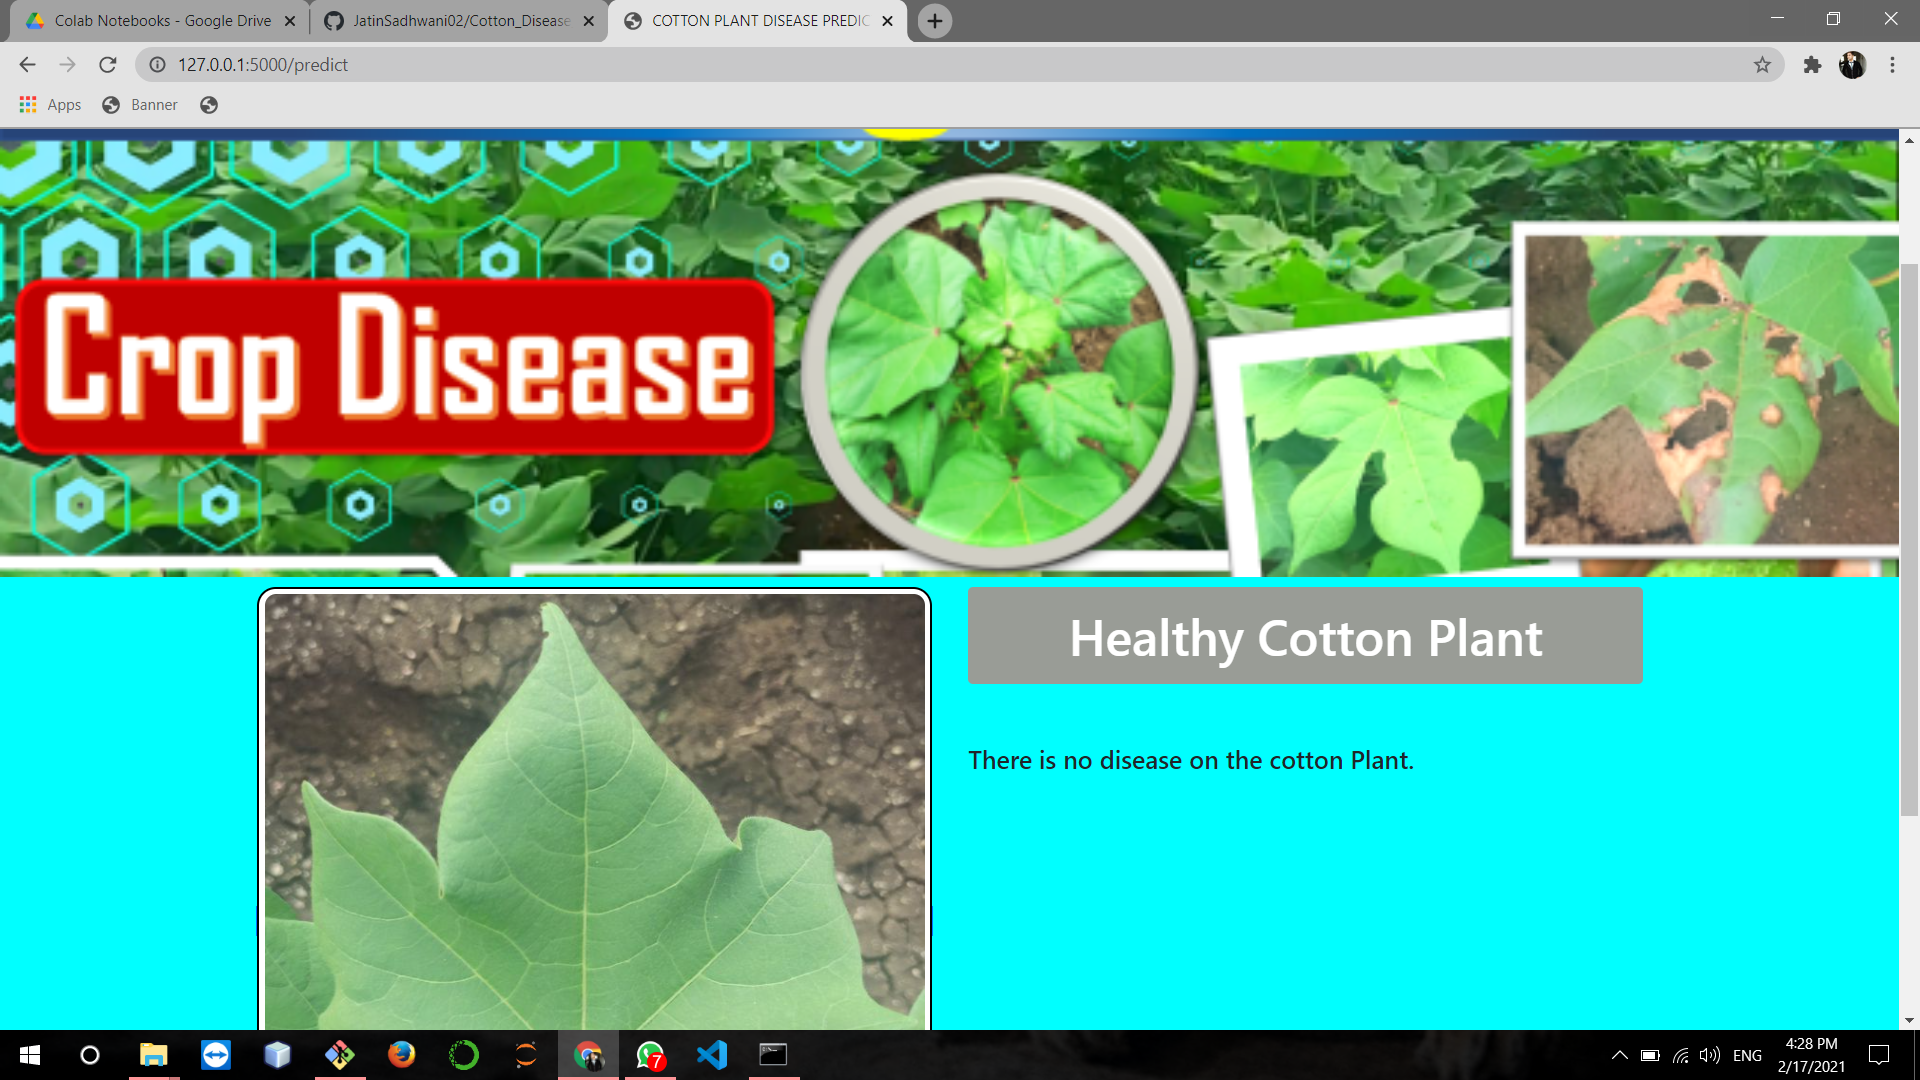 Colab Notebooks - Google Drive
JatinSadhwani02/Cotton_Disease
COTTON PLANT DISEASE PREDIC
127.0.0.1:5000/predict
Apps
Banner
Crop Disease
Healthy Cotton Plant
There is no disease on the cotton Plant.
7
ENG
4:28 PM
2/17/2021